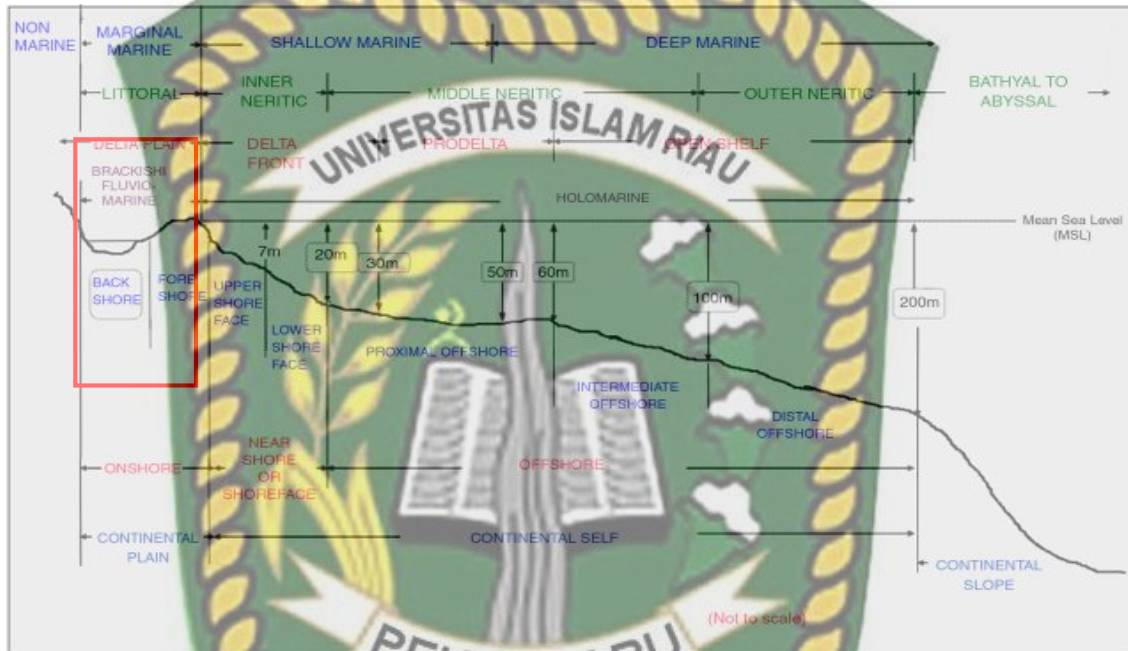 NON
MARINE
MARGINAL
MARINE
SHALLOW MARINE
DEEP MARINE
LITTORAL
INNER
NERITIC
MIDDLE NERITIC
OUTER NERITIC
BATHYAL TO
ABYSSAL
UNIVERSITAS ISLAM RIAU
DELTA PLAIN
DELTA
FRONT
PRODELTA
OPEN SHELF
BRACKISHI
FLUVIO-
MARINE
HOLOMARINE
Mean Sea Level
(MSL)
7m
20m
30m
50m
60m
100m
200m
BACK
SHORE
FORE
SHORE
UPPER
SHORE
FACE
LOWER
SHORE
FACE
PROXIMAL OFFSHORE
INTERMEDIATE
OFFSHORE
DISTAL
OFFSHORE
ONSHORE
NEAR
SHORE
OR
SHOREFACE
OFFSHORE
CONTINENTAL
PLAIN
CONTINENTAL SELF
CONTINENTAL
SLOPE
(Not to scale)